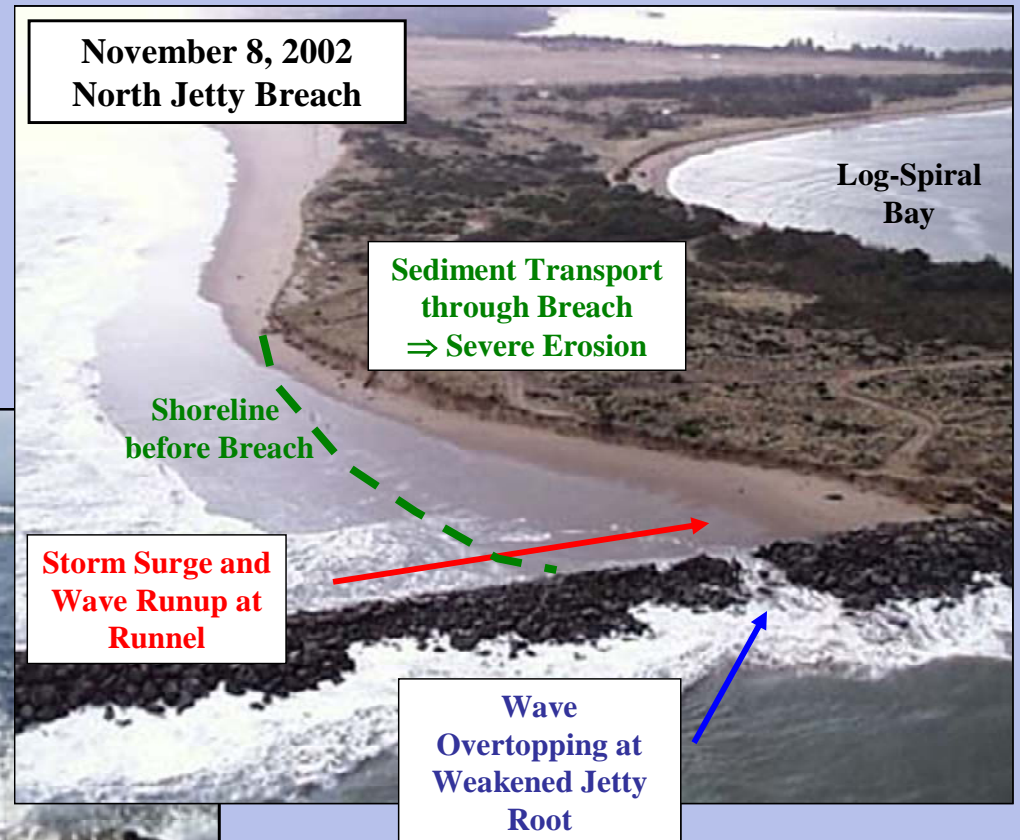 November 8, 2002
North Jetty Breach
Log-Spiral
Bay
Sediment Transport
through Breach
⇒ Severe Erosion
Shoreline
before Breach
Storm Surge and
Wave Runup at
Runnel
Wave
Overtopping at
Weakened Jetty
Root